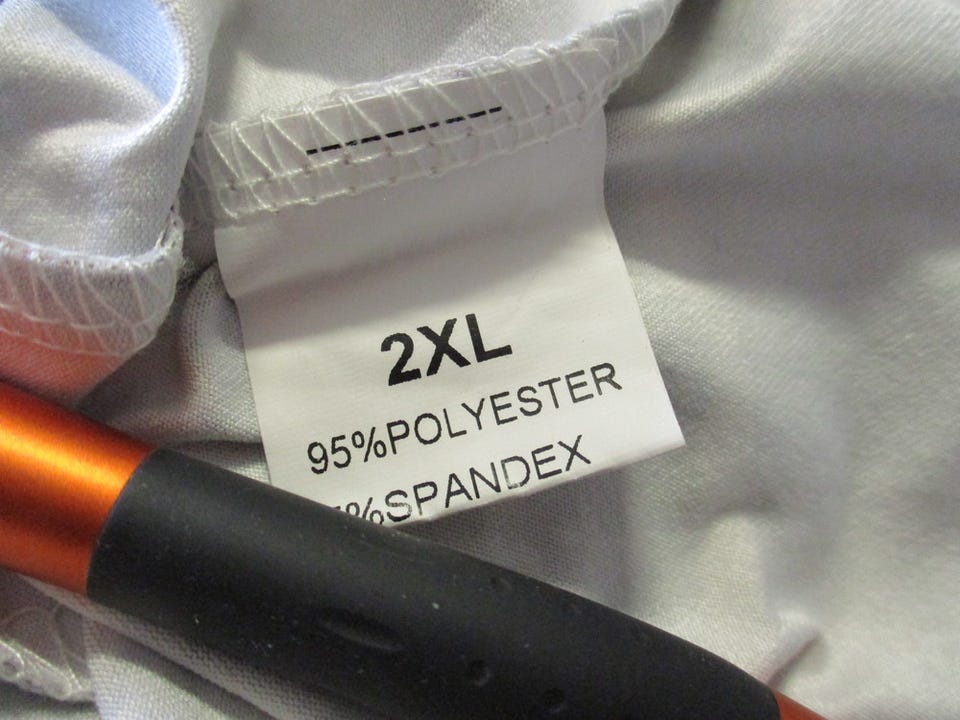 2XL
95%POLYESTER
%SPANDEX